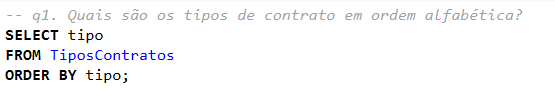 -- q1. Quais são os tipos de contrato em ordem alfabética?
SELECT tipo
FROM TiposContratos
ORDER BY tipo;